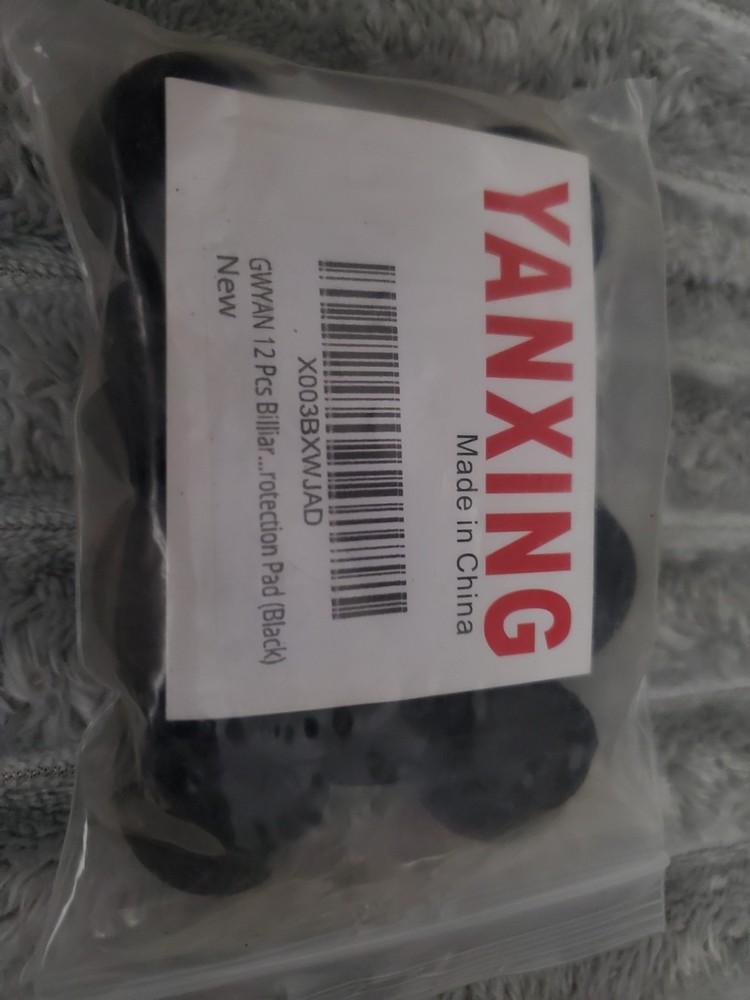 YANXING
Made in China
X003BXWJAD
GWYAN 12 Pcs Billiar...rotection Pad (Black)
New